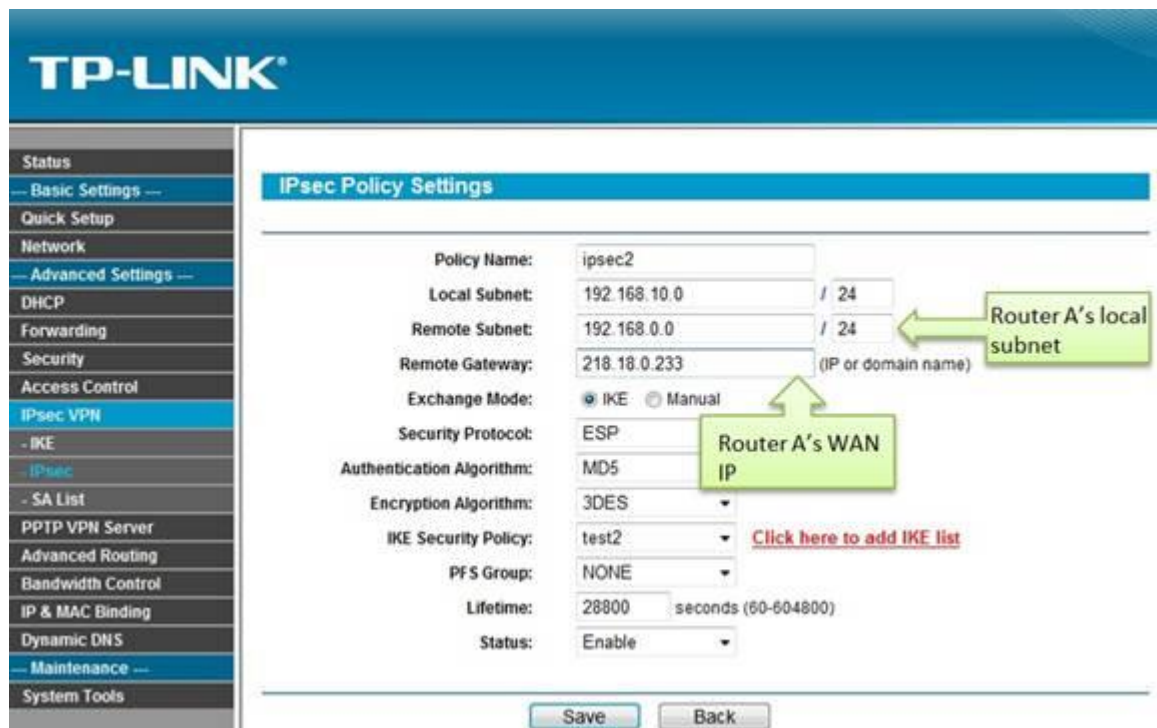 TP-LINK®
Status
--- Basic Settings ---
Quick Setup
Network
--- Advanced Settings ---
DHCP
Forwarding
Security
Access Control
IPsec VPN
- IKE
- IPsec
- SA List
PPTP VPN Server
Advanced Routing
Bandwidth Control
IP & MAC Binding
Dynamic DNS
--- Maintenance ---
System Tools
IPsec Policy Settings
Policy Name: ipsec2
Local Subnet: 192.168.10.0 / 24
Remote Subnet: 192.168.0.0 / 24
Router A's local
subnet
Remote Gateway: 218.18.0.233 (IP or domain name)
Exchange Mode: IKE Manual
Security Protocol: ESP
Router A's WAN
IP
Authentication Algorithm: MD5
Encryption Algorithm: 3DES
IKE Security Policy: test2 Click here to add IKE list
PFS Group: NONE
Lifetime: 28800 seconds (60-604800)
Status: Enable
Save Back